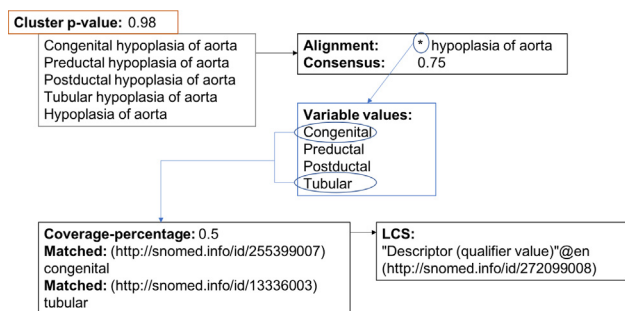 Cluster p-value: 0.98
Congenital hypoplasia of aorta
Preductal hypoplasia of aorta
Postductal hypoplasia of aorta
Tubular hypoplasia of aorta
Hypoplasia of aorta
Alignment: * hypoplasia of aorta
Consensus: 0.75
Variable values:
Congenital
Preductal
Postductal
Tubular
Coverage-percentage: 0.5
Matched: (http://snomed.info/id/255399007)
congenital
Matched: (http://snomed.info/id/13336003)
tubular
LCS:
"Descriptor (qualifier value)"@en
(http://snomed.info/id/272099008)